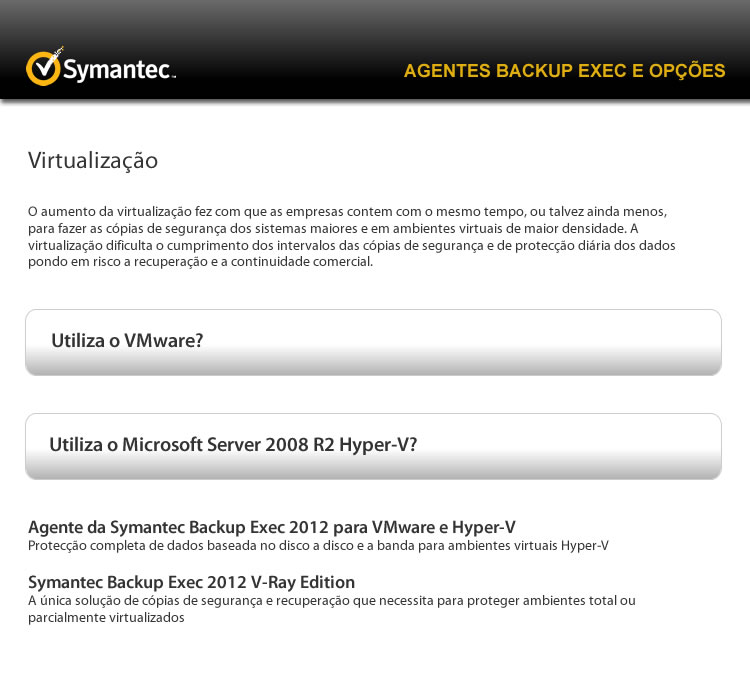 Symantec™
AGENTES BACKUP EXEC E OPÇÕES
Virtualização
O aumento da virtualização fez com que as empresas contem com o mesmo tempo, ou talvez ainda menos,
para fazer as cópias de segurança dos sistemas maiores e em ambientes virtuais de maior densidade. A
virtualização dificulta o cumprimento dos intervalos das cópias de segurança e de protecção diária dos dados
pondo em risco a recuperação e a continuidade comercial.
Utiliza o VMware?
Utiliza o Microsoft Server 2008 R2 Hyper-V?
Agente da Symantec Backup Exec 2012 para VMware e Hyper-V
Protecção completa de dados baseada no disco a disco e a banda para ambientes virtuais Hyper-V
Symantec Backup Exec 2012 V-Ray Edition
A única solução de cópias de segurança e recuperação que necessita para proteger ambientes total ou
parcialmente virtualizados